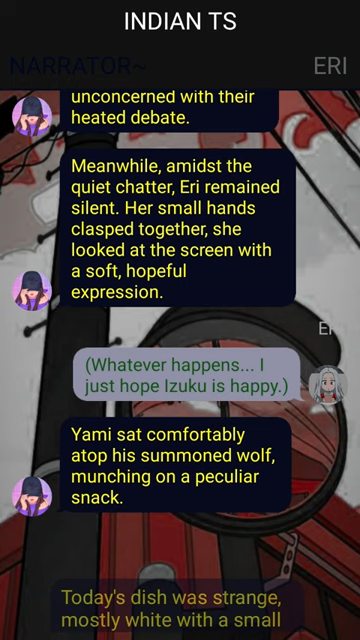 INDIAN TS
NARRATOR~
ERI
unconcerned with their
heated debate.
Meanwhile, amidst the
quiet chatter, Eri remained
silent. Her small hands
clasped together, she
looked at the screen with
a soft, hopeful
expression.
(Whatever happens... I
just hope Izuku is happy.)
Yami sat comfortably
atop his summoned wolf,
munching on a peculiar
snack.
Today's dish was strange,
mostly white with a small